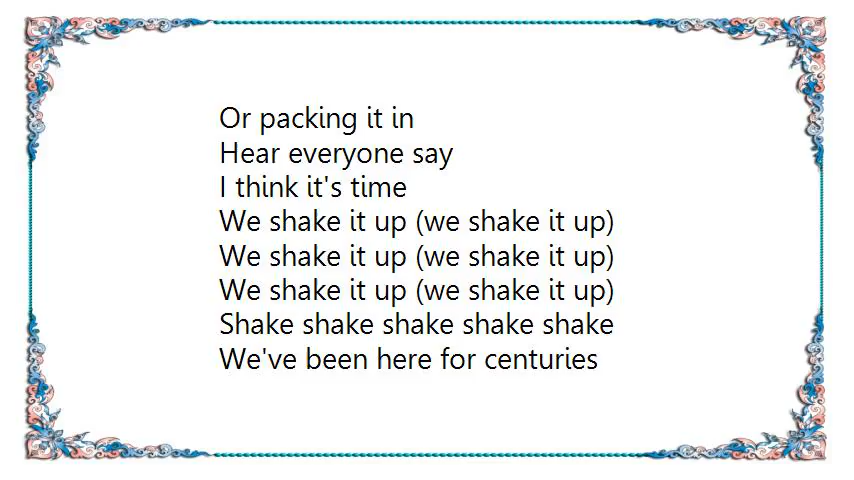 Or packing it in
Hear everyone say
I think it's time
We shake it up (we shake it up)
We shake it up (we shake it up)
We shake it up (we shake it up)
Shake shake shake shake shake
We've been here for centuries